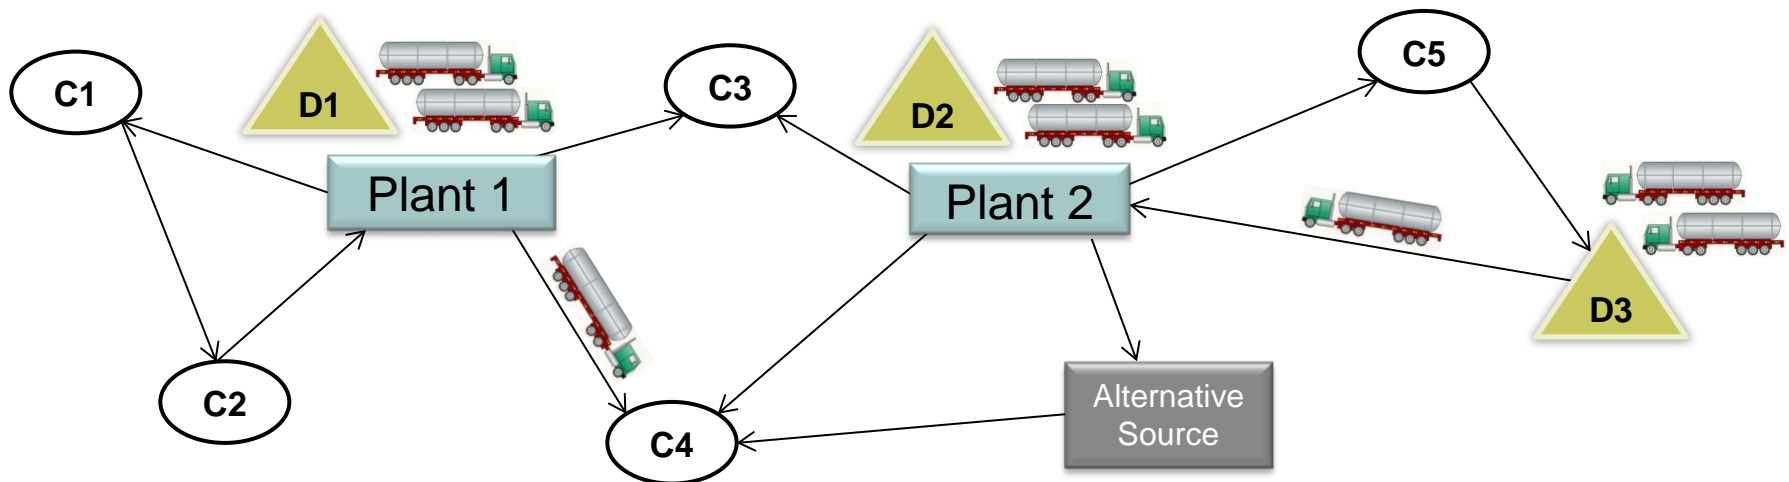 C1
D1
C3
D2
C5
Plant 1
Plant 2
D3
C2
C4
Alternative
Source